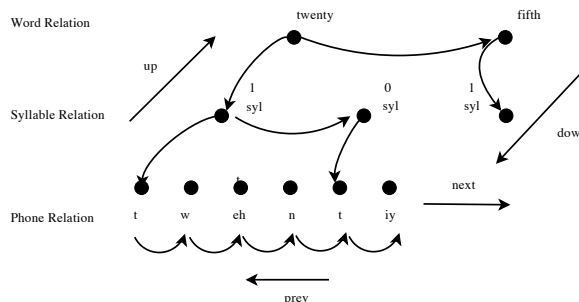 Word Relation
twenty
fifth
up
1
syl
0
syl
1
syl
Syllable Relation
dow
t
next
Phone Relation
t w eh n t iy
prev